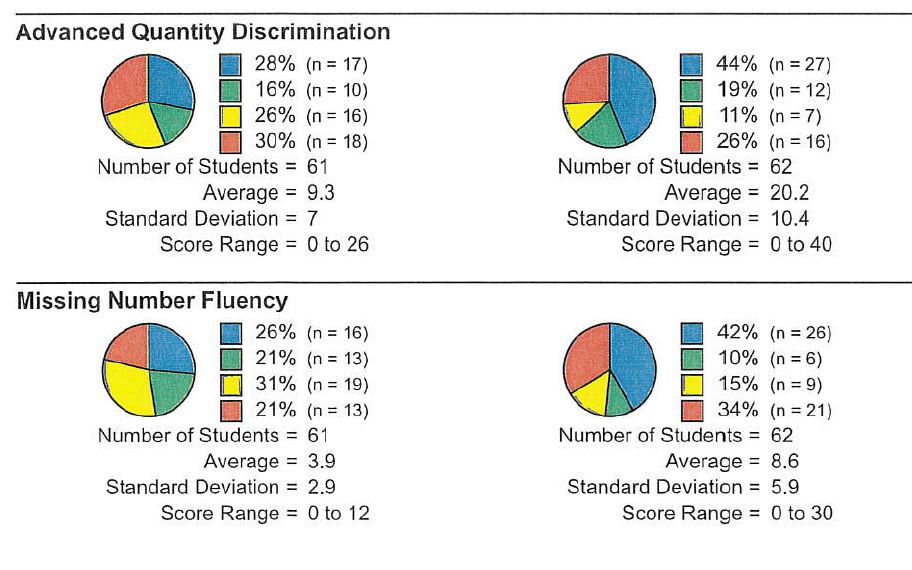 Advanced Quantity Discrimination
28% (n = 17)
16% (n = 10)
26% (n = 16)
30% (n = 18)
Number of Students = 61
Average = 9.3
Standard Deviation = 7
Score Range = 0 to 26
44% (n = 27)
19% (n = 12)
11% (n = 7)
26% (n = 16)
Number of Students = 62
Average = 20.2
Standard Deviation = 10.4
Score Range = 0 to 40
Missing Number Fluency
26% (n = 16)
21% (n = 13)
31% (n = 19)
21% (n = 13)
Number of Students = 61
Average = 3.9
Standard Deviation = 2.9
Score Range = 0 to 12
42% (n = 26)
10% (n = 6)
15% (n = 9)
34% (n = 21)
Number of Students = 62
Average = 8.6
Standard Deviation = 5.9
Score Range = 0 to 30